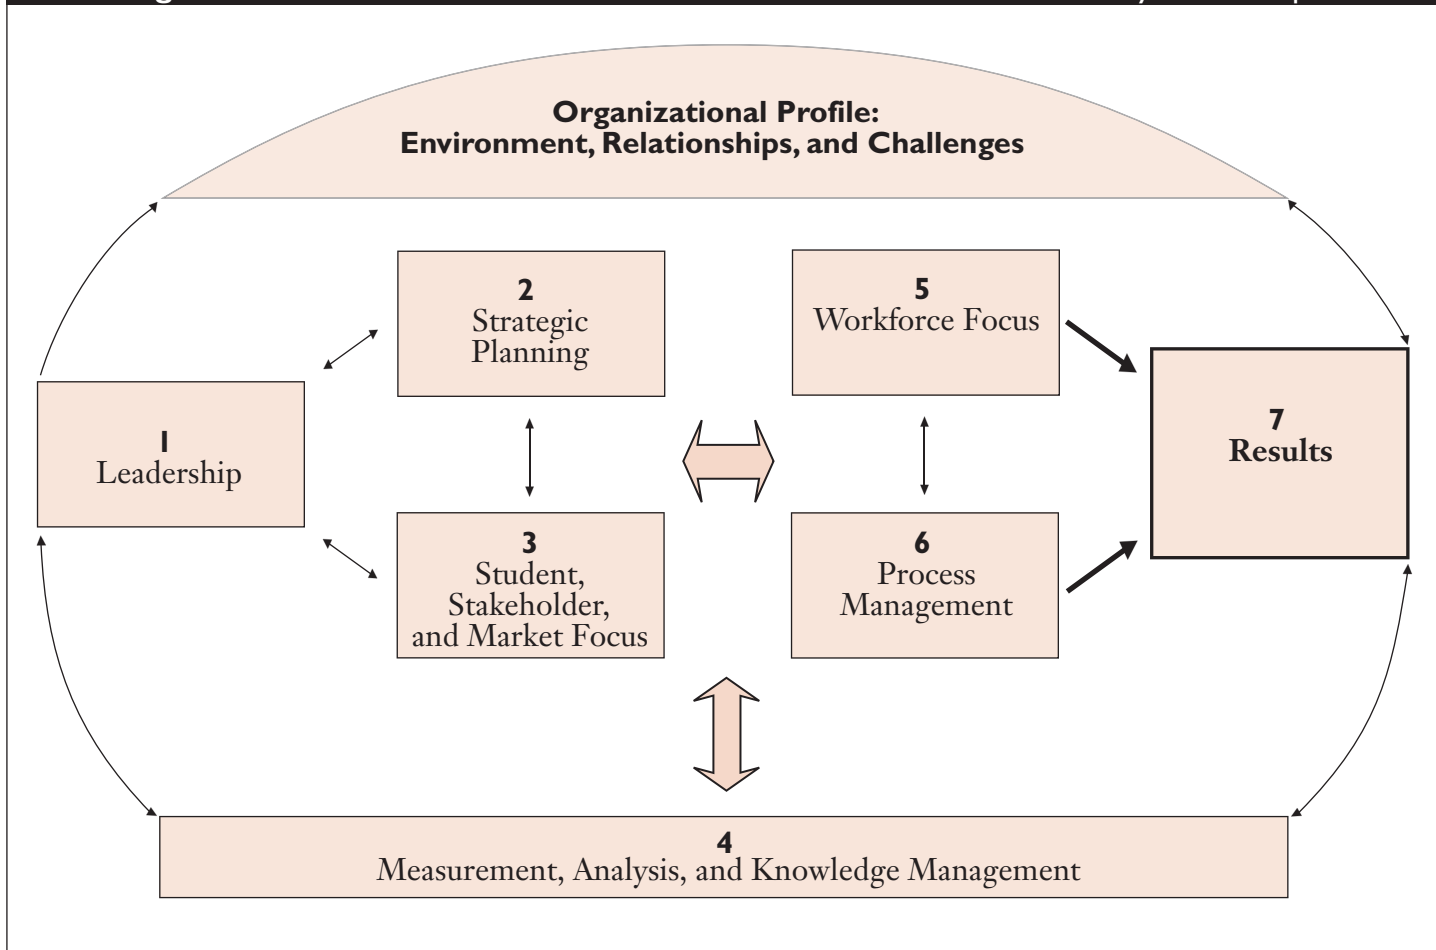 Organizational Profile:
Environment, Relationships, and Challenges
2
Strategic
Planning
5
Workforce Focus
1
Leadership
7
Results
3
Student,
Stakeholder,
and Market Focus
6
Process
Management
4
Measurement, Analysis, and Knowledge Management